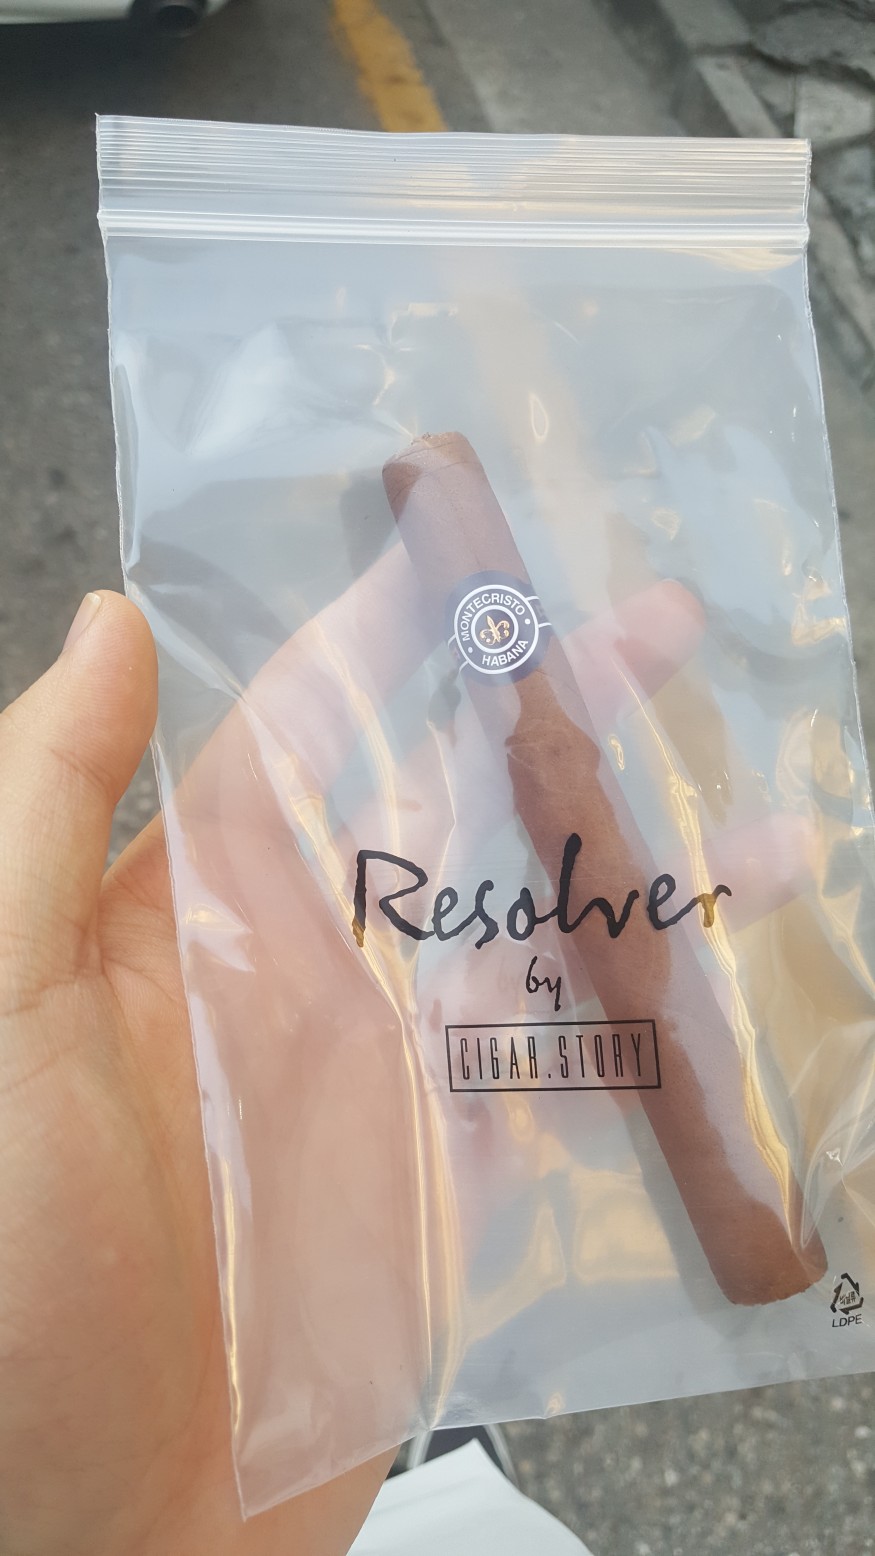 MONTECRISTO
HABANA
Resolver
by
CIGAR.STORY
LDPE